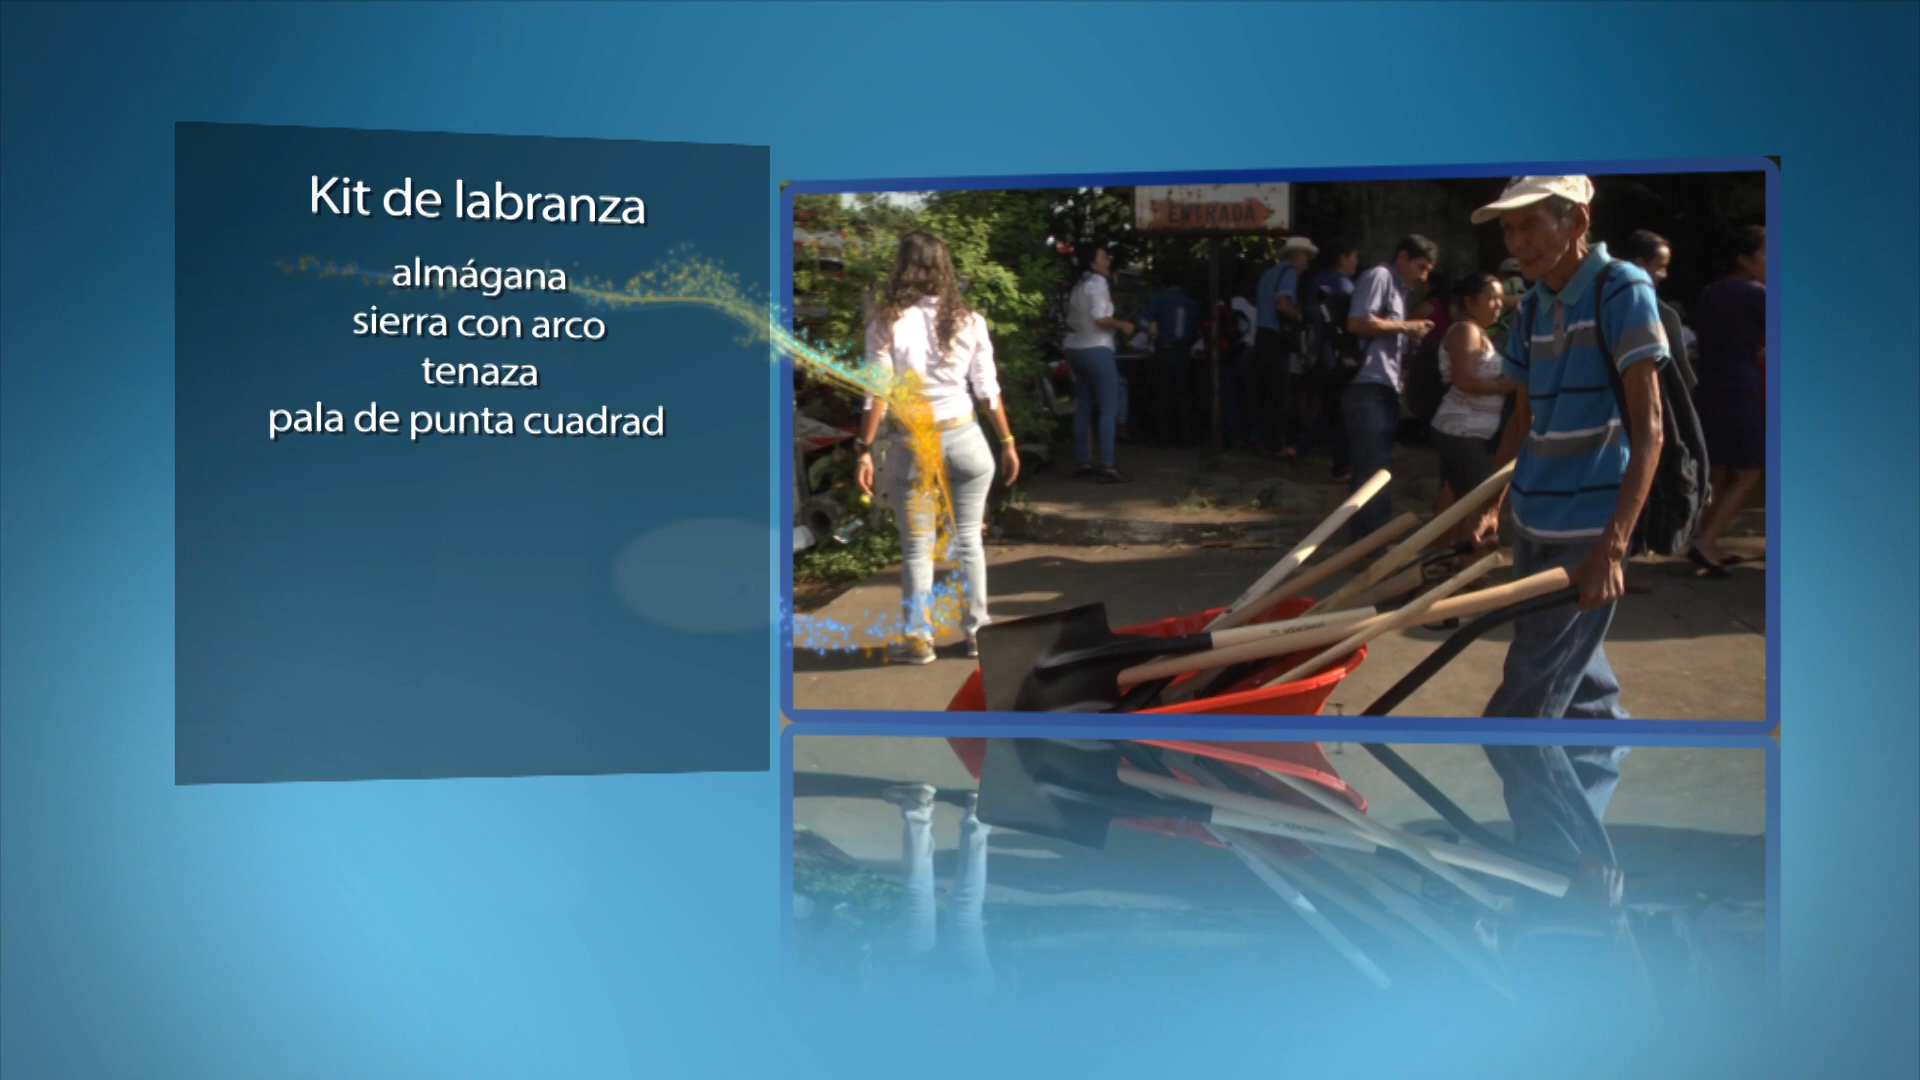 Kit de labranza
almágana
sierra con arco
tenaza
pala de punta cuadrad
ENTRADA